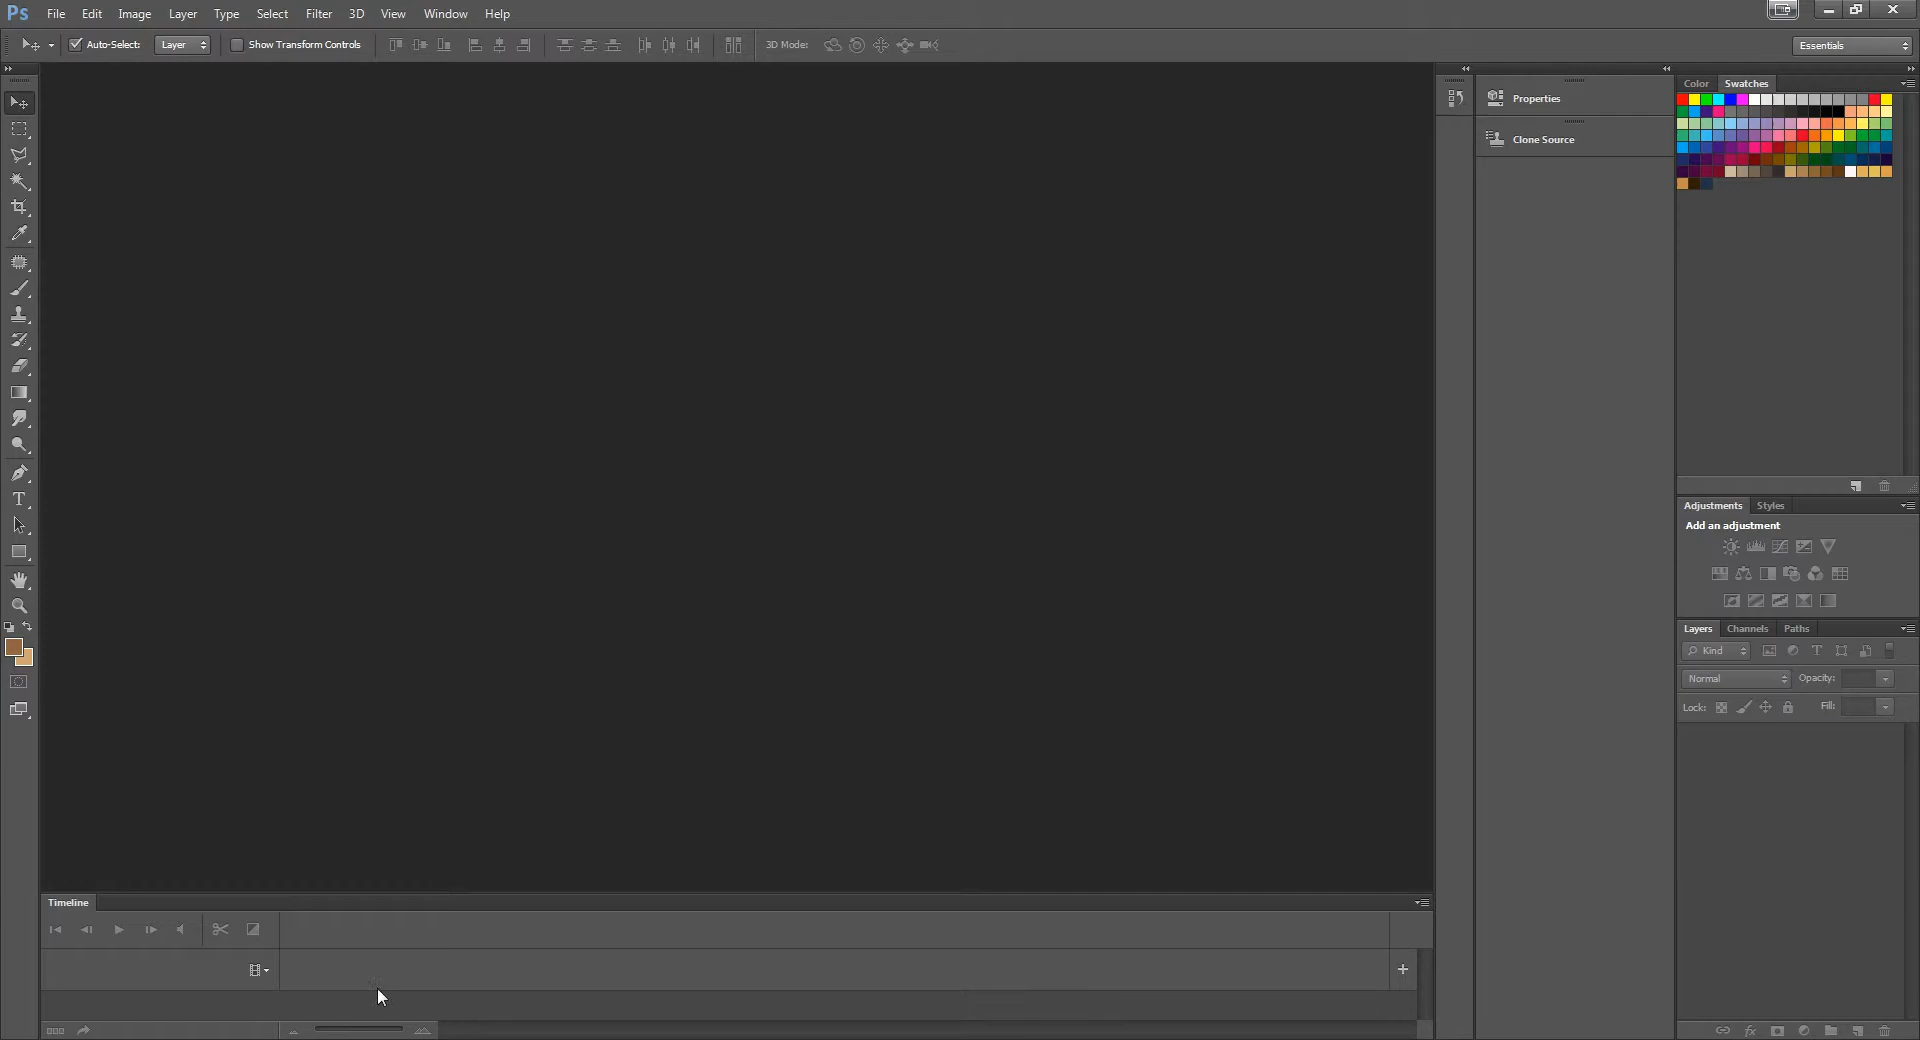 Ps File Edit Image Layer Type Select Filter 3D View Window Help
Auto-Select: Layer Show Transform Controls 3D Mode: Essentials
Properties
Clone Source
Color Swatches
Adjustments Styles
Add an adjustment
Layers Channels Paths
Kind
Normal Opacity:
Lock: Fill:
Timeline